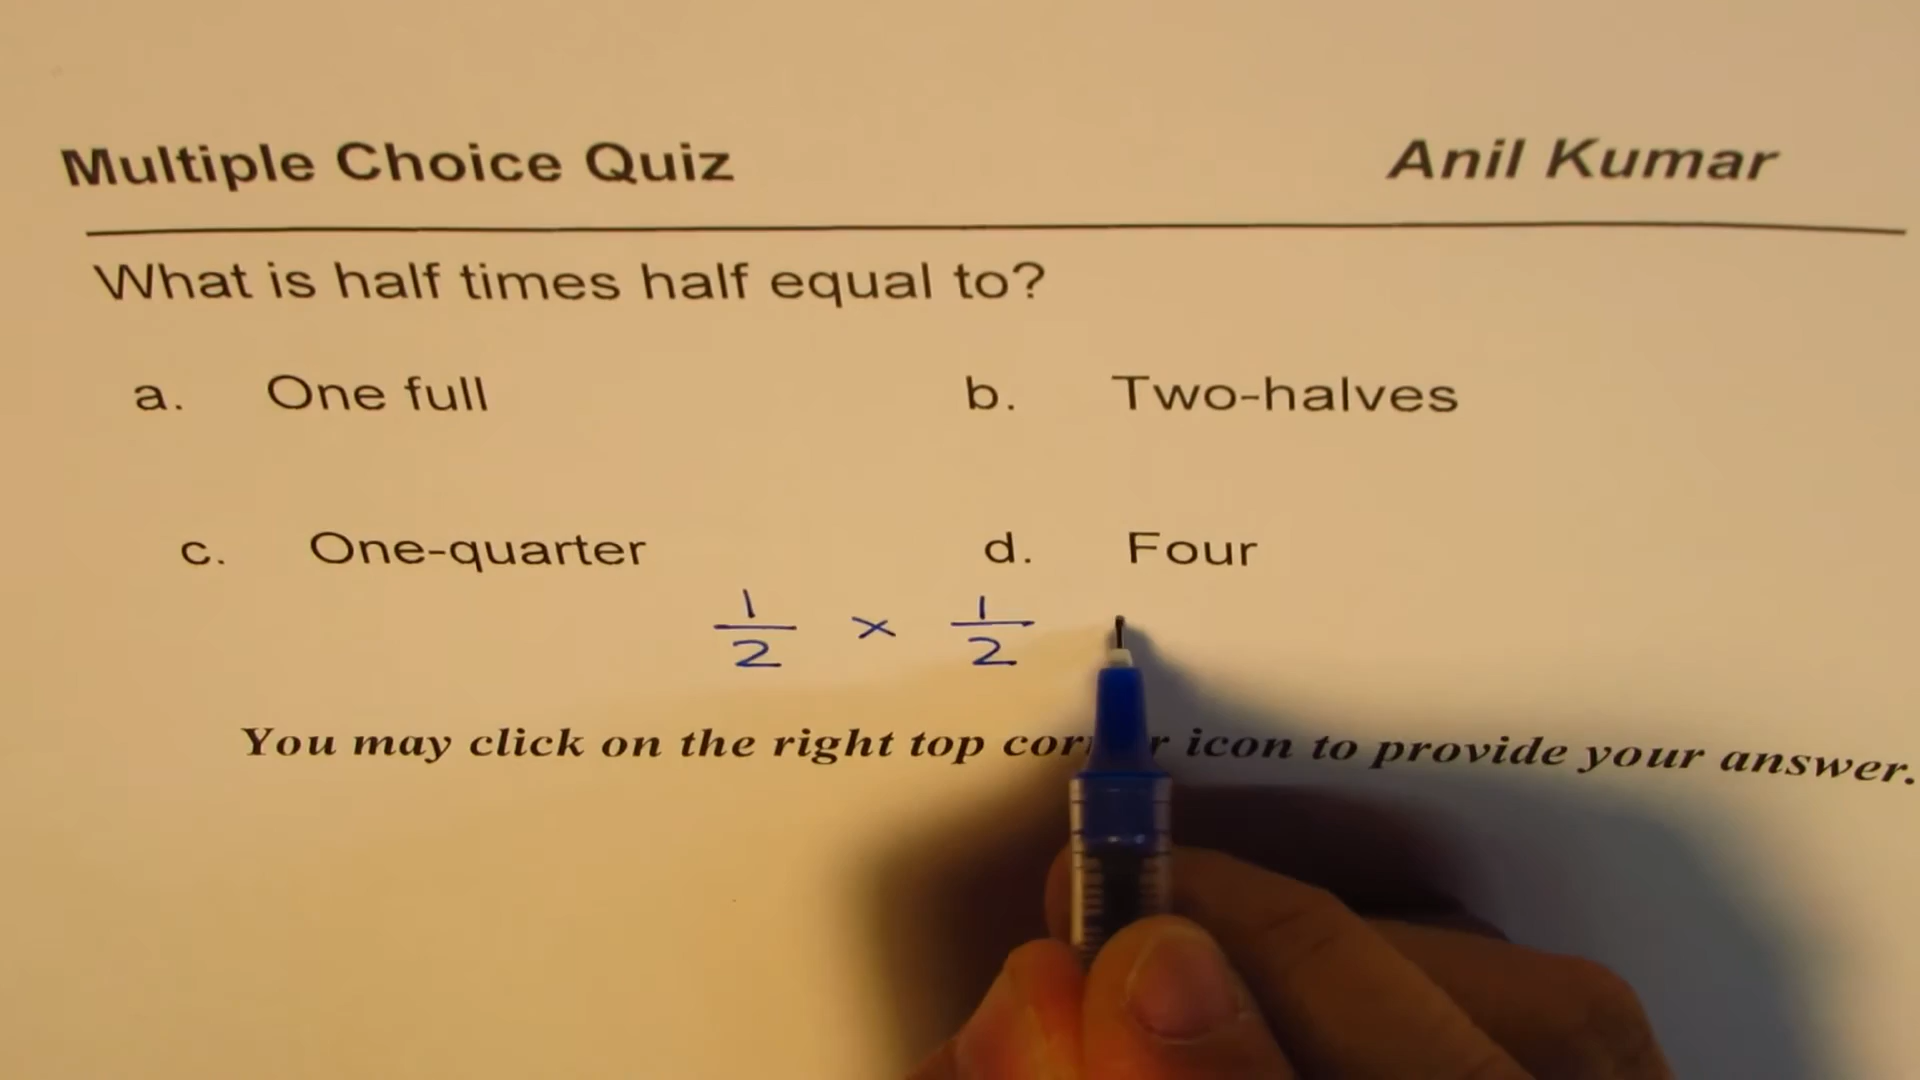 Multiple Choice Quiz Anil Kumar
What is half times half equal to?
a. One full b. Two-halves
c. One-quarter d. Four
1/2 × 1/2
You may click on the right top corner icon to provide your answer.